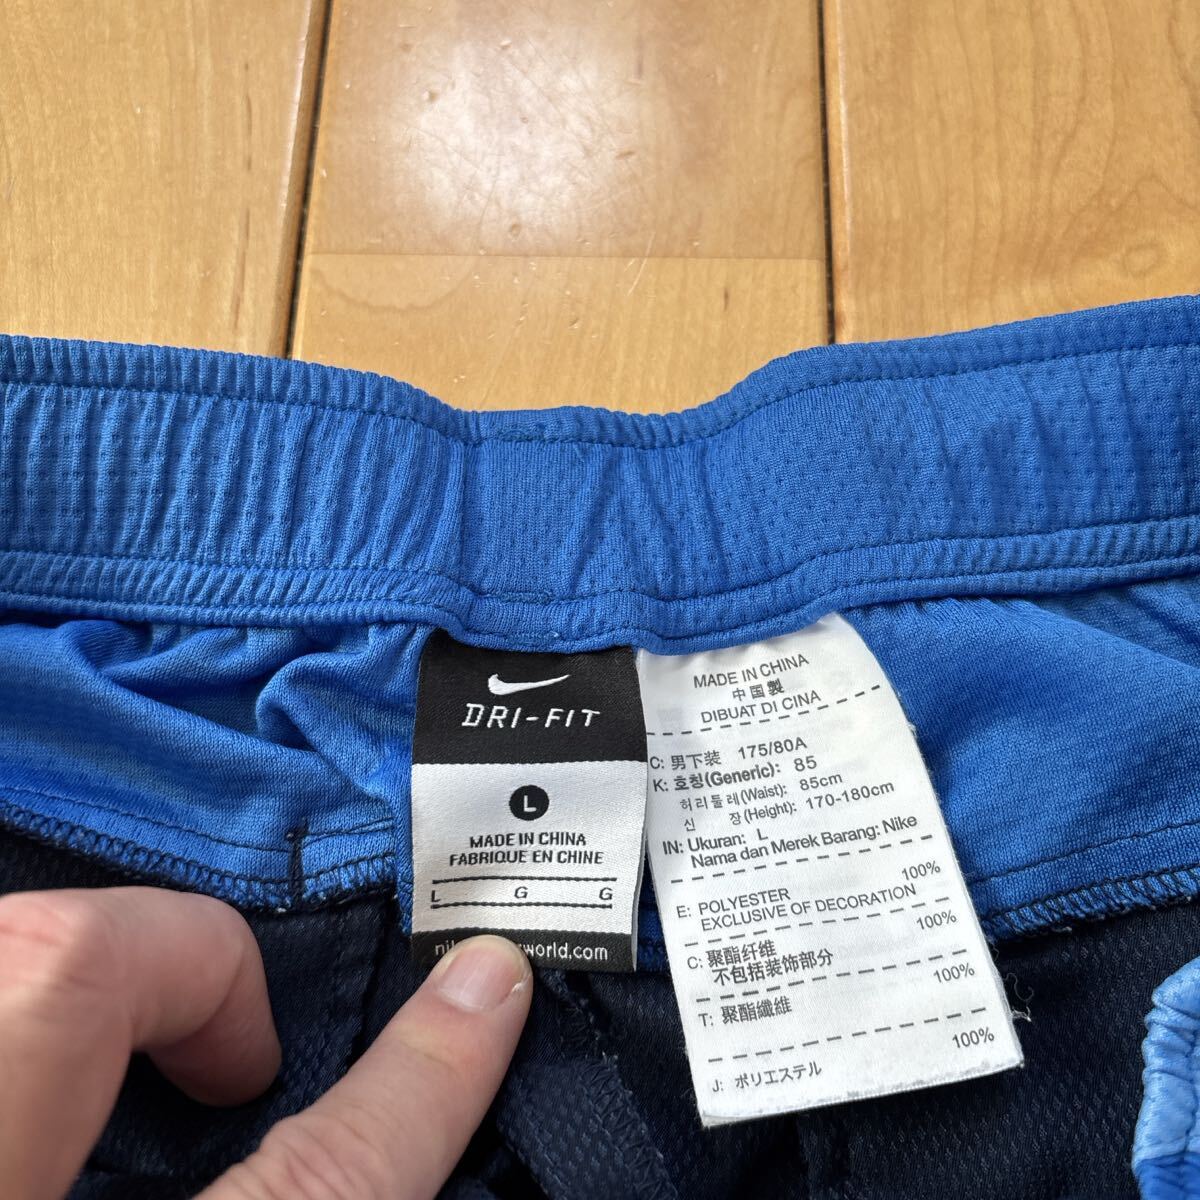 DRI-FIT
L
MADE IN CHINA
FABRIQUE EN CHINE
L G G
world.com
MADE IN CHINA
中国製
DIBUAT DI CINA
C: 男下装 175/80A
K: 호칭(Generic): 85
허리둘레(Waist): 85cm
신 장(Height): 170-180cm
IN: Ukuran: L
Nama dan Merek Barang: Nike
100%
E: POLYESTER
EXCLUSIVE OF DECORATION
100%
C: 聚酯纤维
不包括装饰部分
100%
T: 聚酯纖維
100%
J: ポリエステル